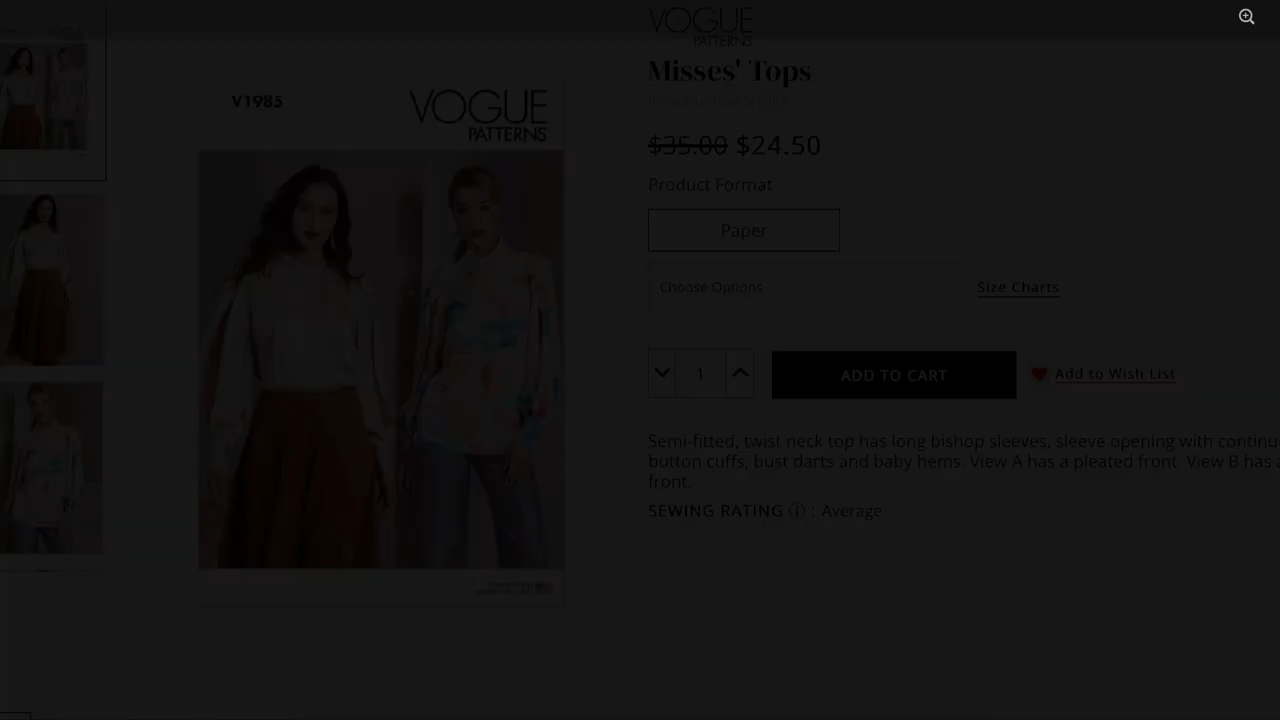 VOGUE
PATTERNS
Misses' Tops
$35.00 $24.50
Product Format
Paper
Choose Options
Size Charts
1
ADD TO CART
Add to Wish List
Semi-fitted, twist neck top has long bishop sleeves, sleeve opening with continu
button cuffs, bust darts and baby hems. View A has a pleated front. View B has a
front.
SEWING RATING ⓘ : Average
V1985
VOGUE
PATTERNS